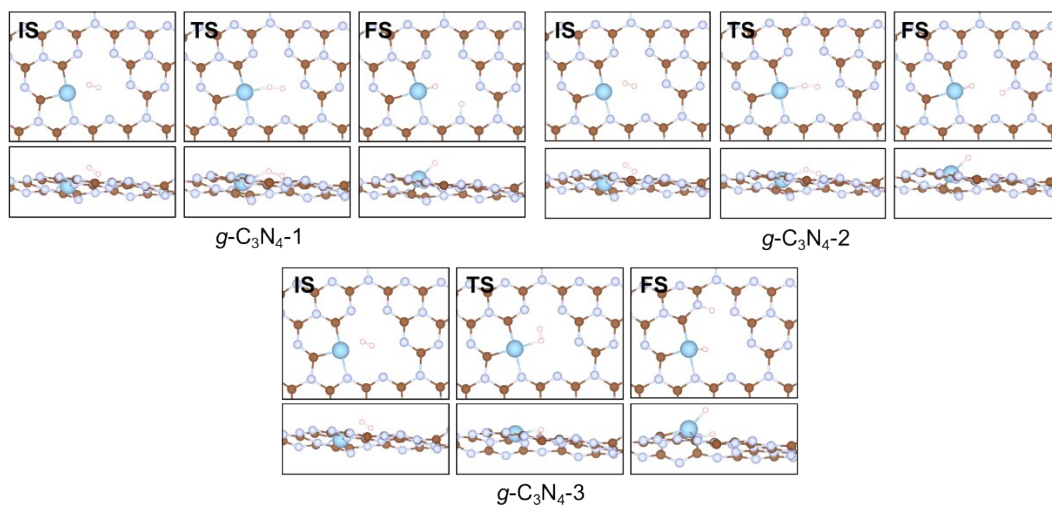 IS TS FS IS TS FS
g-C₃N₄-1 g-C₃N₄-2
IS TS FS
g-C₃N₄-3